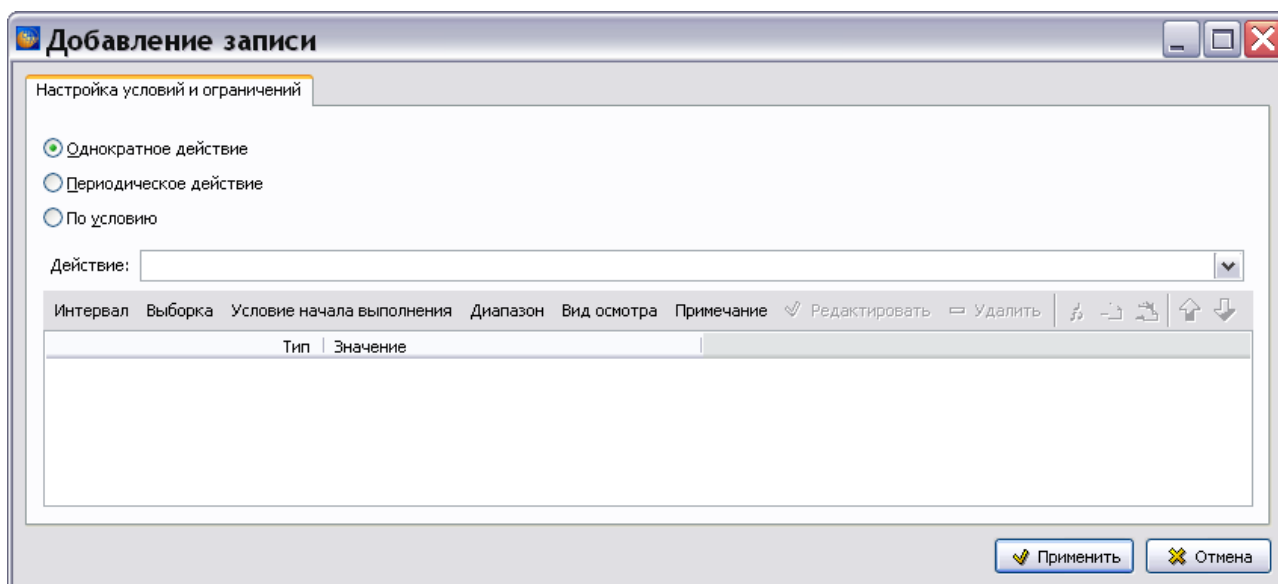 Добавление записи
Настройка условий и ограничений
Однократное действие
Периодическое действие
По условию
Действие:
Интервал Выборка Условие начала выполнения Диапазон Вид осмотра Примечание Редактировать Удалить
Тип Значение
Применить Отмена